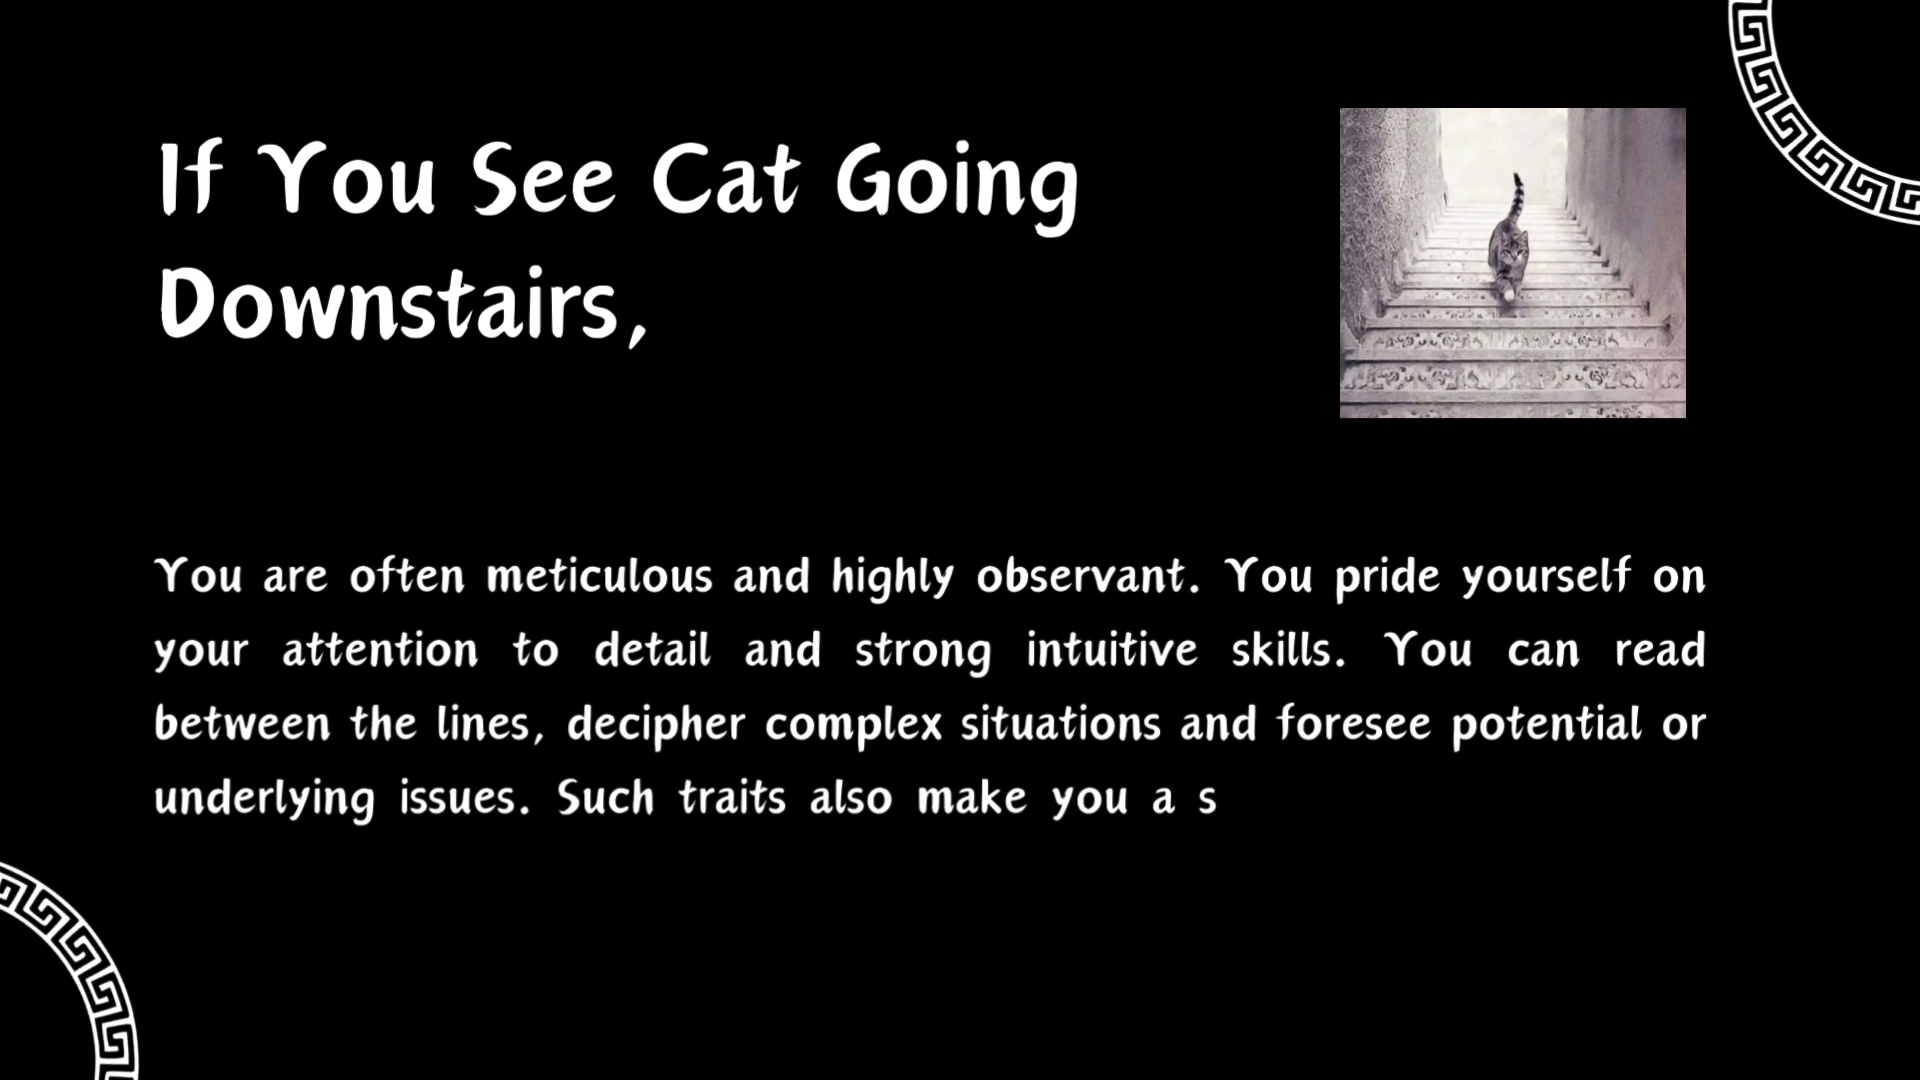 If You See Cat Going
Downstairs,
You are often meticulous and highly observant. You pride yourself on
your attention to detail and strong intuitive skills. You can read
between the lines, decipher complex situations and foresee potential or
underlying issues. Such traits also make you a s